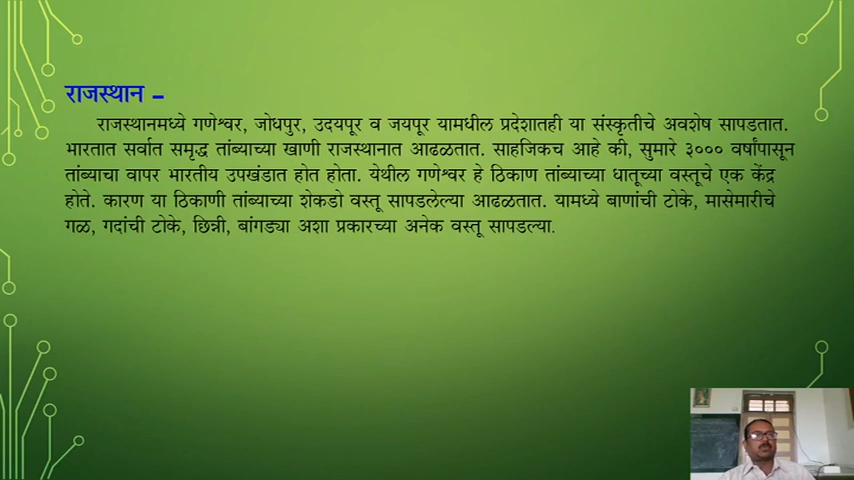 राजस्थान –
राजस्थानमध्ये गणेश्वर, जोधपुर, उदयपूर व जयपूर यामधील प्रदेशातही या संस्कृतीचे अवशेष सापडतात.
भारतात सर्वात समृद्ध तांब्याच्या खाणी राजस्थानात आढळतात. साहजिकच आहे की, सुमारे ३००० वर्षांपासून
तांब्याचा वापर भारतीय उपखंडात होत होता. येथील गणेश्वर हे ठिकाण तांब्याच्या धातूच्या वस्तूचे एक केंद्र
होते. कारण या ठिकाणी तांब्याच्या शेकडो वस्तू सापडलेल्या आढळतात. यामध्ये बाणांची टोके, मासेमारीचे
गळ, गदांची टोके, छिन्नी, बांगड्या अशा प्रकारच्या अनेक वस्तू सापडल्या.